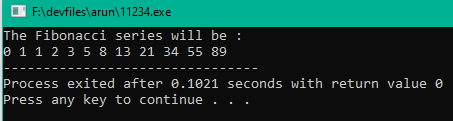 F:\devfiles\arun\11234.exe
The Fibonacci series will be :
0 1 1 2 3 5 8 13 21 34 55 89
--------------------------------
Process exited after 0.1021 seconds with return value 0
Press any key to continue . . .